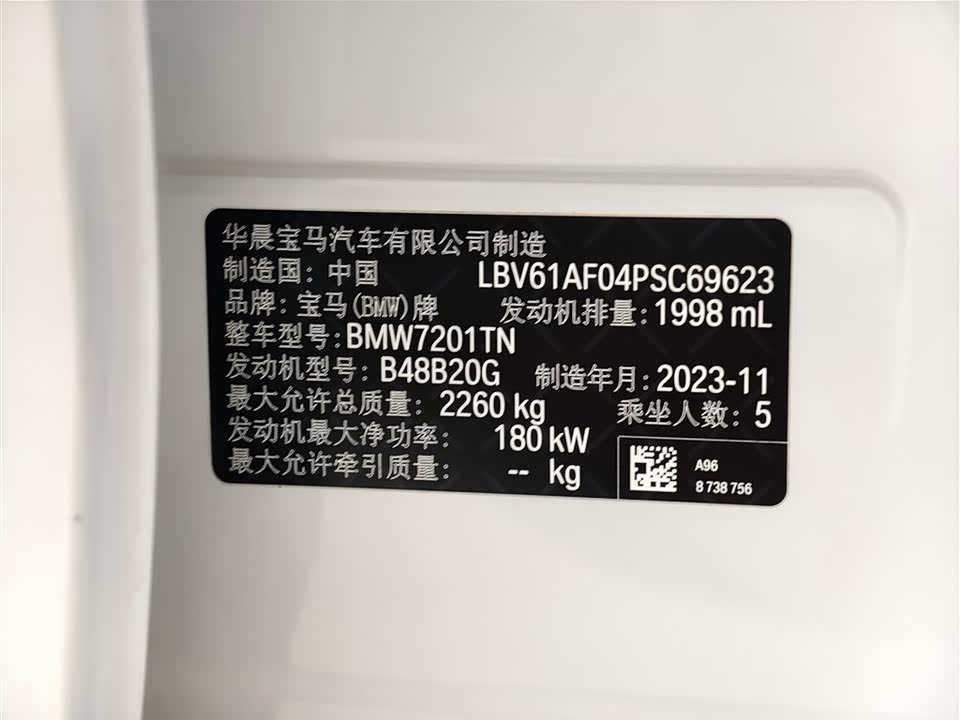 华晨宝马汽车有限公司制造
制造国：中国 LBV61AF04PSC69623
品牌：宝马(BMW)牌 发动机排量：1998 mL
整车型号：BMW7201TN
发动机型号：B48B20G 制造年月：2023-11
最大允许总质量：2260 kg 乘坐人数：5
发动机最大净功率：180 kW
最大允许牵引质量：-- kg
A96
8 738 756